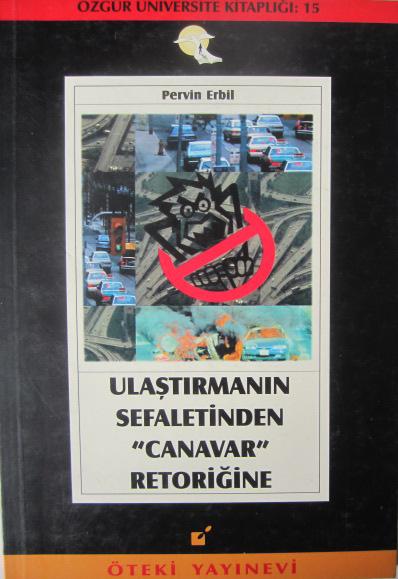 ÖZGÜR ÜNİVERSİTE KİTAPLIĞI: 15
Pervin Erbil
ULAŞTIRMANIN
SEFALETİNDEN
"CANAVAR"
RETORİĞİNE
ÖTEKİ YAYINEVİ